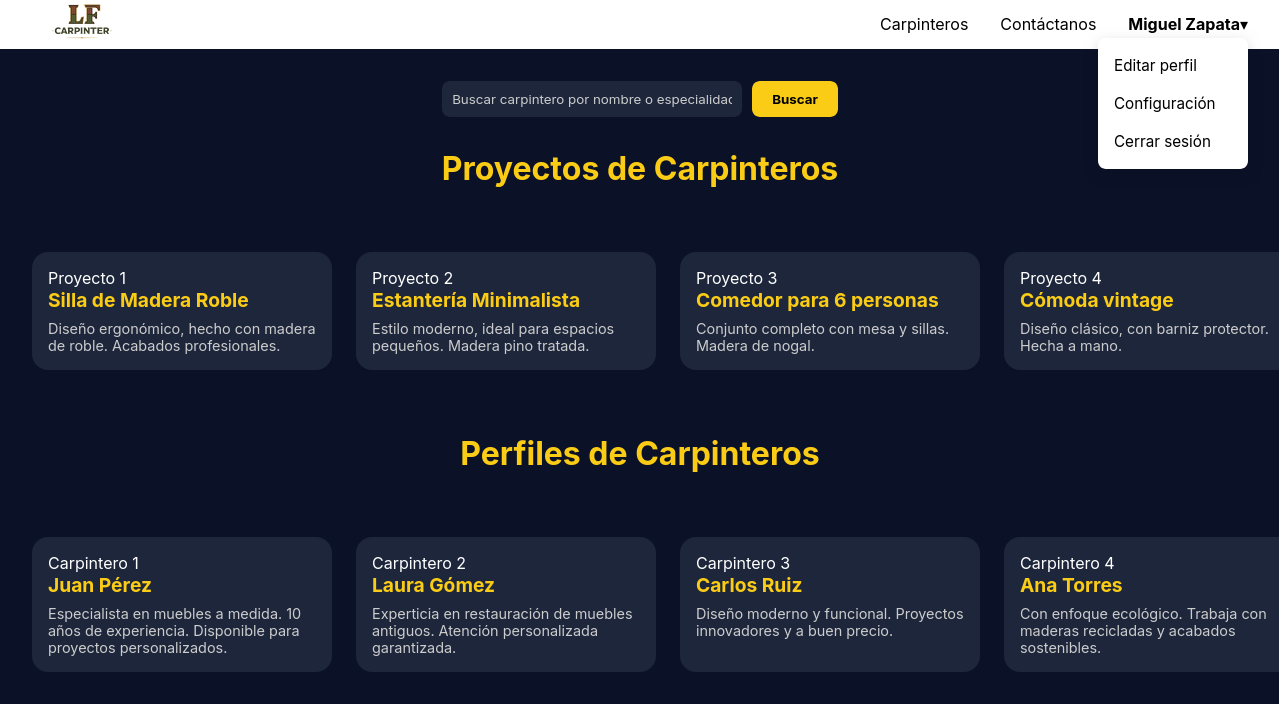 LF
CARPINTER
Carpinteros
Contáctanos
Miguel Zapata▾
Editar perfil
Configuración
Cerrar sesión
Buscar carpintero por nombre o especialidad
Buscar
Proyectos de Carpinteros
Proyecto 1
Silla de Madera Roble
Diseño ergonómico, hecho con madera
de roble. Acabados profesionales.
Proyecto 2
Estantería Minimalista
Estilo moderno, ideal para espacios
pequeños. Madera pino tratada.
Proyecto 3
Comedor para 6 personas
Conjunto completo con mesa y sillas.
Madera de nogal.
Proyecto 4
Cómoda vintage
Diseño clásico, con barniz protector.
Hecha a mano.
Perfiles de Carpinteros
Carpintero 1
Juan Pérez
Especialista en muebles a medida. 10
años de experiencia. Disponible para
proyectos personalizados.
Carpintero 2
Laura Gómez
Experticia en restauración de muebles
antiguos. Atención personalizada
garantizada.
Carpintero 3
Carlos Ruiz
Diseño moderno y funcional. Proyectos
innovadores y a buen precio.
Carpintero 4
Ana Torres
Con enfoque ecológico. Trabaja con
maderas recicladas y acabados
sostenibles.